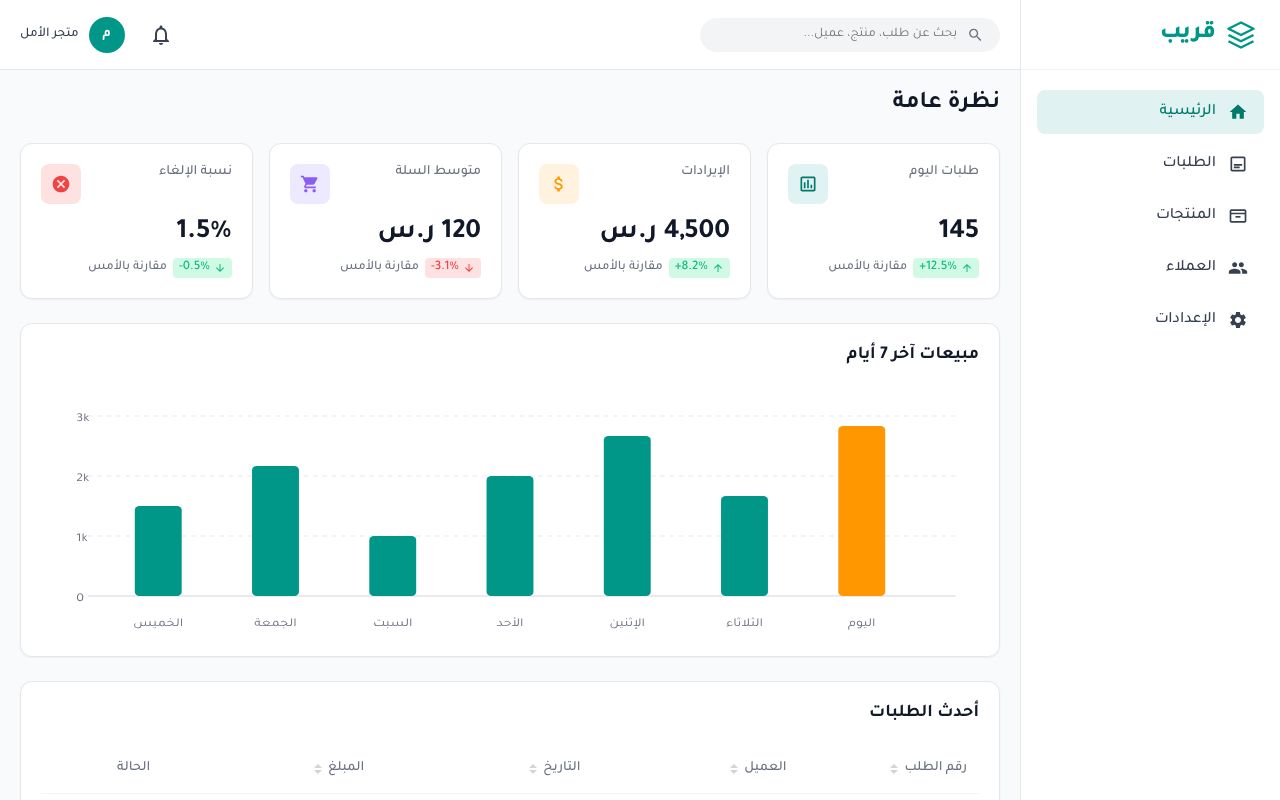 قريب
الرئيسية
الطلبات
المنتجات
العملاء
الإعدادات
بحث عن طلب، منتج، عميل...
م
متجر الأمل
نظرة عامة
طلبات اليوم
145
+12.5% مقارنة بالأمس
الإيرادات
4,500 ر.س
+8.2% مقارنة بالأمس
متوسط السلة
120 ر.س
-3.1% مقارنة بالأمس
نسبة الإلغاء
1.5%
-0.5% مقارنة بالأمس
مبيعات آخر 7 أيام
3k
2k
1k
0
اليوم الثلاثاء الإثنين الأحد السبت الجمعة الخميس
أحدث الطلبات
رقم الطلب العميل التاريخ المبلغ الحالة